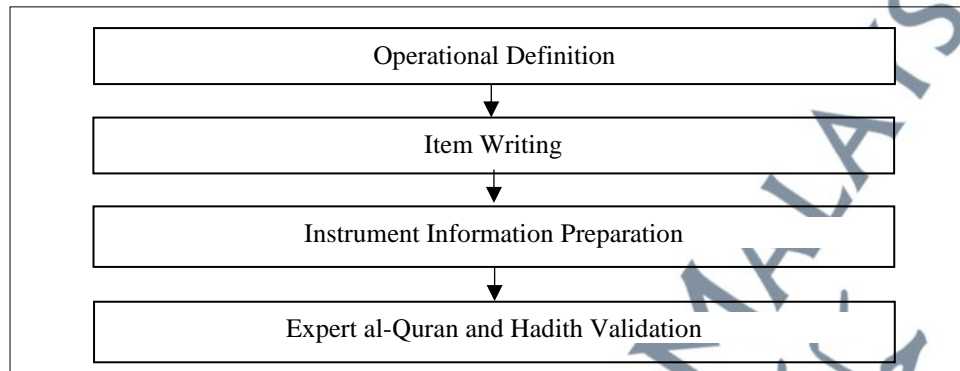 Operational Definition
Item Writing
Instrument Information Preparation
Expert al-Quran and Hadith Validation